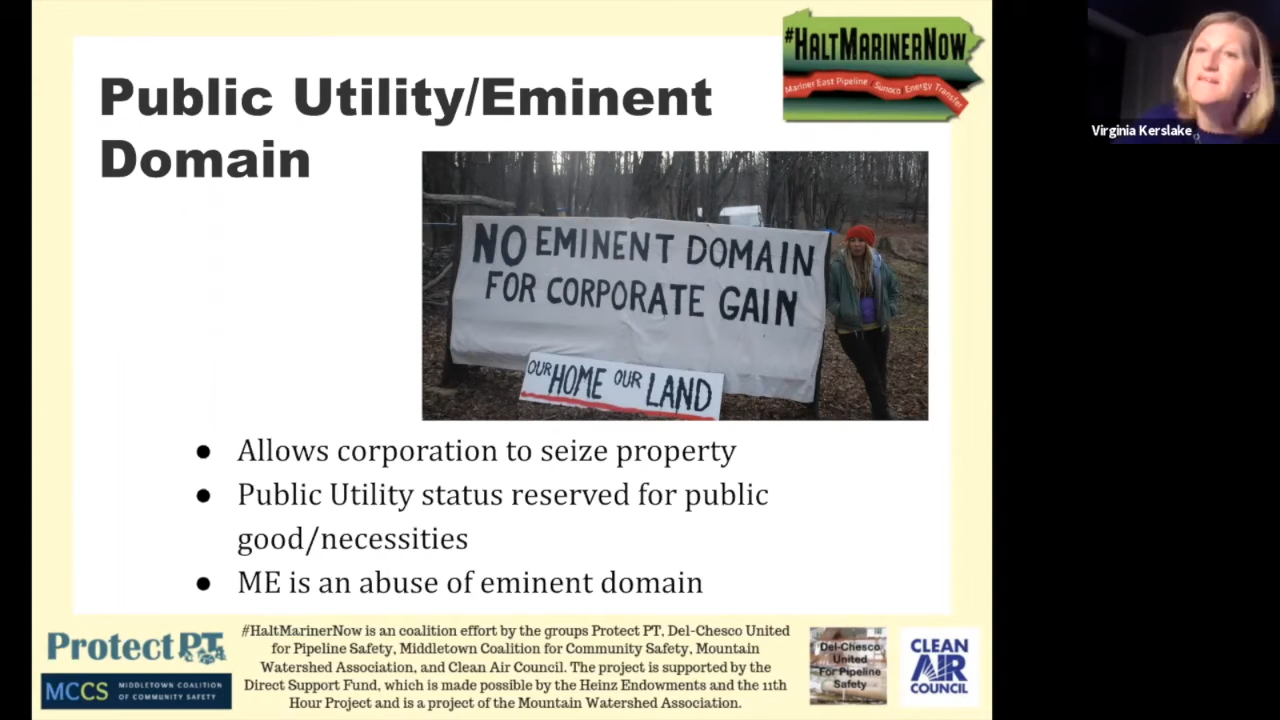 Public Utility/Eminent
Domain
#HALTMARINERNOW
Mariner East Pipeline / Sunoco / Energy Transfer
Virginia Kerslake
NO EMINENT DOMAIN
FOR CORPORATE GAIN
OUR HOME OUR LAND
● Allows corporation to seize property
● Public Utility status reserved for public
good/necessities
● ME is an abuse of eminent domain
Protect PT
MCCS MIDDLETOWN COALITION
OF COMMUNITY SAFETY
#HaltMarinerNow is an coalition effort by the groups Protect PT, Del-Chesco United
for Pipeline Safety, Middletown Coalition for Community Safety, Mountain
Watershed Association, and Clean Air Council. The project is supported by the
Direct Support Fund, which is made possible by the Heinz Endowments and the 11th
Hour Project and is a project of the Mountain Watershed Association.
Del-Chesco
United
For Pipeline
Safety
CLEAN
AIR
COUNCIL